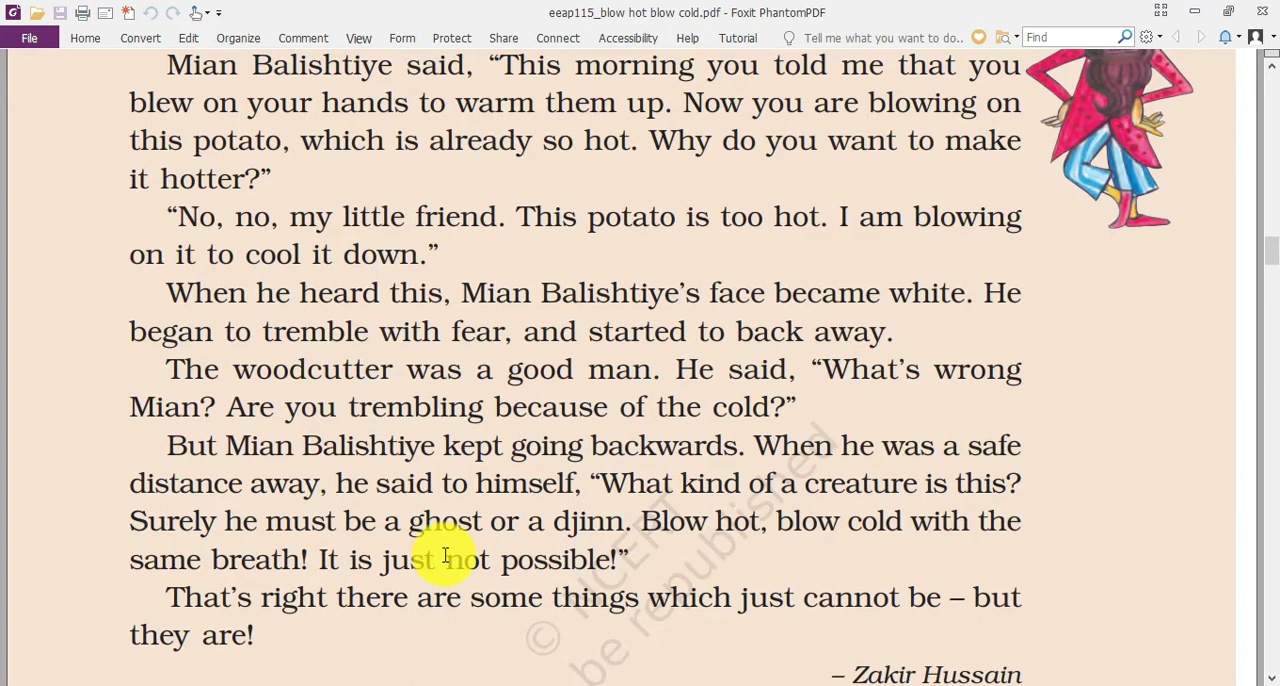 eeap115_blow hot blow cold.pdf - Foxit PhantomPDF
File Home Convert Edit Organize Comment View Form Protect Share Connect Accessibility Help Tutorial Tell me what you want to do.. Find
Mian Balishtiye said, “This morning you told me that you
blew on your hands to warm them up. Now you are blowing on
this potato, which is already so hot. Why do you want to make
it hotter?”
“No, no, my little friend. This potato is too hot. I am blowing
on it to cool it down.”
When he heard this, Mian Balishtiye’s face became white. He
began to tremble with fear, and started to back away.
The woodcutter was a good man. He said, “What’s wrong
Mian? Are you trembling because of the cold?”
But Mian Balishtiye kept going backwards. When he was a safe
distance away, he said to himself, “What kind of a creature is this?
Surely he must be a ghost or a djinn. Blow hot, blow cold with the
same breath! It is just not possible!”
That’s right there are some things which just cannot be – but
they are!
– Zakir Hussain
© NCERT
be republished